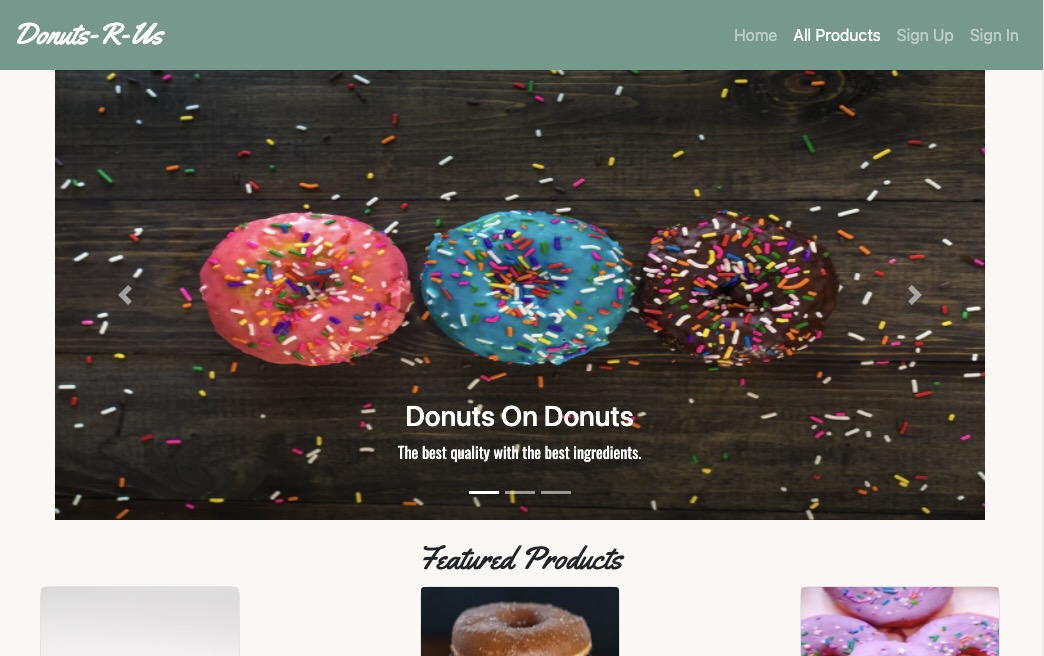 Donuts-R-Us
Home All Products Sign Up Sign In
Donuts On Donuts
The best quality with the best ingredients.
Featured Products